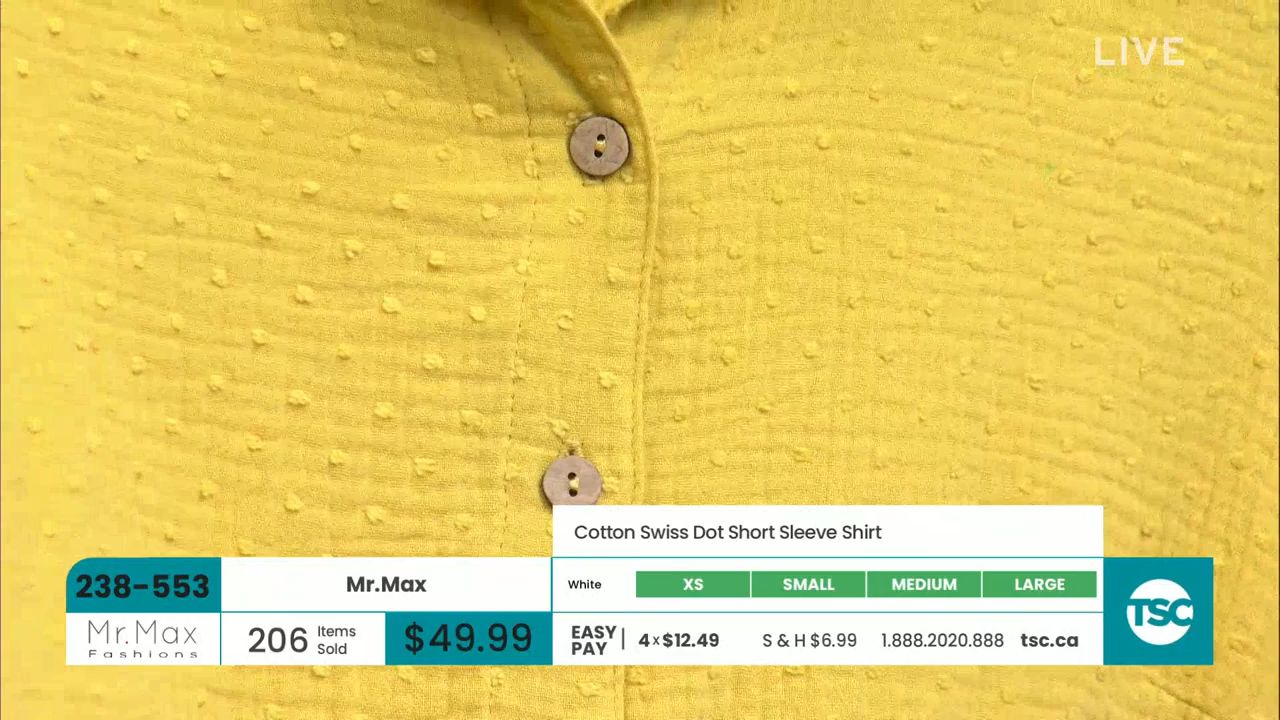 LIVE
Cotton Swiss Dot Short Sleeve Shirt
238-553
Mr.Max
White
XS
SMALL
MEDIUM
LARGE
TSC
Mr.Max
Fashions
206 Items
Sold
$49.99
EASY
PAY
4x$12.49
S & H $6.99
1.888.2020.888
tsc.ca